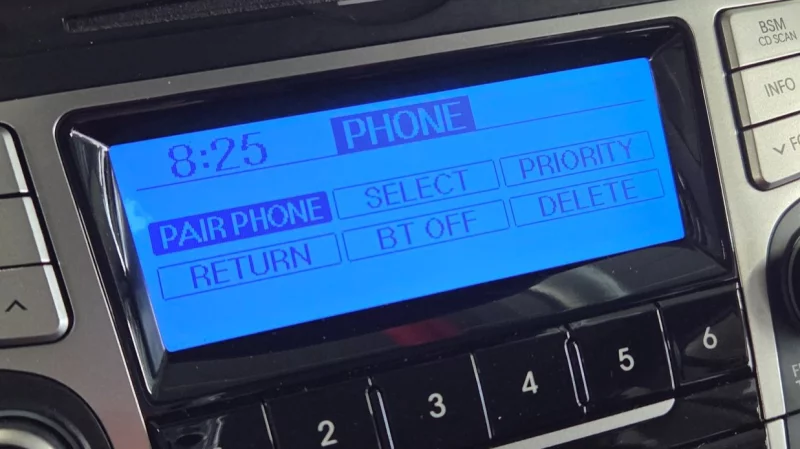 8:25 PHONE
PAIR PHONE SELECT PRIORITY
RETURN BT OFF DELETE
BSM
CD SCAN
INFO
2 3 4 5 6